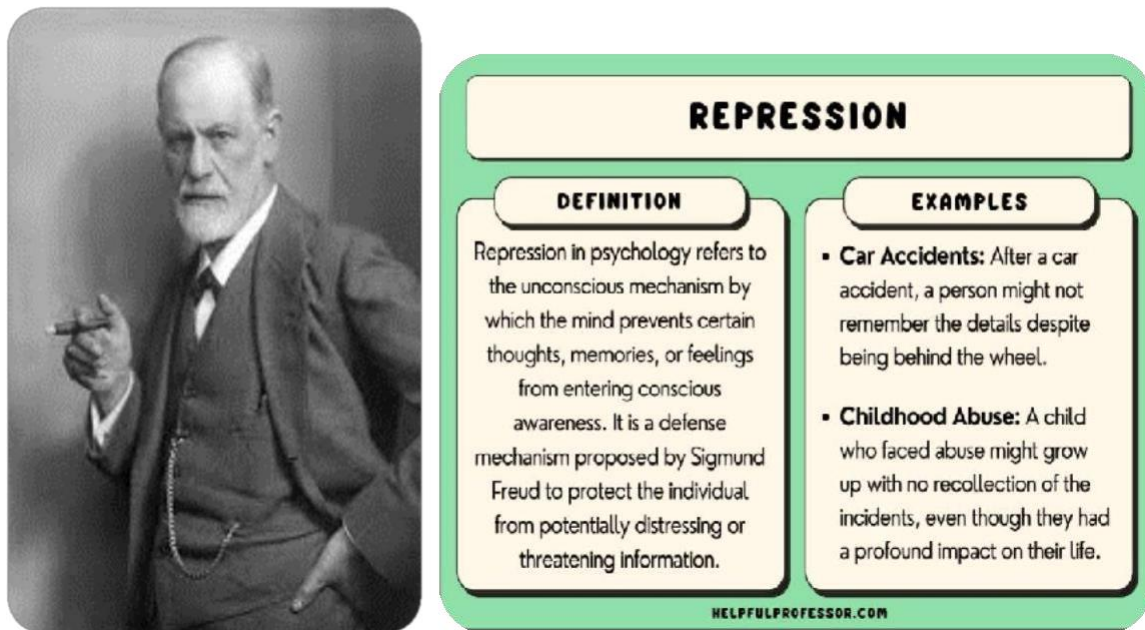 REPRESSION
DEFINITION
Repression in psychology refers to
the unconscious mechanism by
which the mind prevents certain
thoughts, memories, or feelings
from entering conscious
awareness. It is a defense
mechanism proposed by Sigmund
Freud to protect the individual
from potentially distressing or
threatening information.
EXAMPLES
▪ Car Accidents: After a car
accident, a person might not
remember the details despite
being behind the wheel.
▪ Childhood Abuse: A child
who faced abuse might grow
up with no recollection of the
incidents, even though they had
a profound impact on their life.
HELPFULPROFESSOR.COM